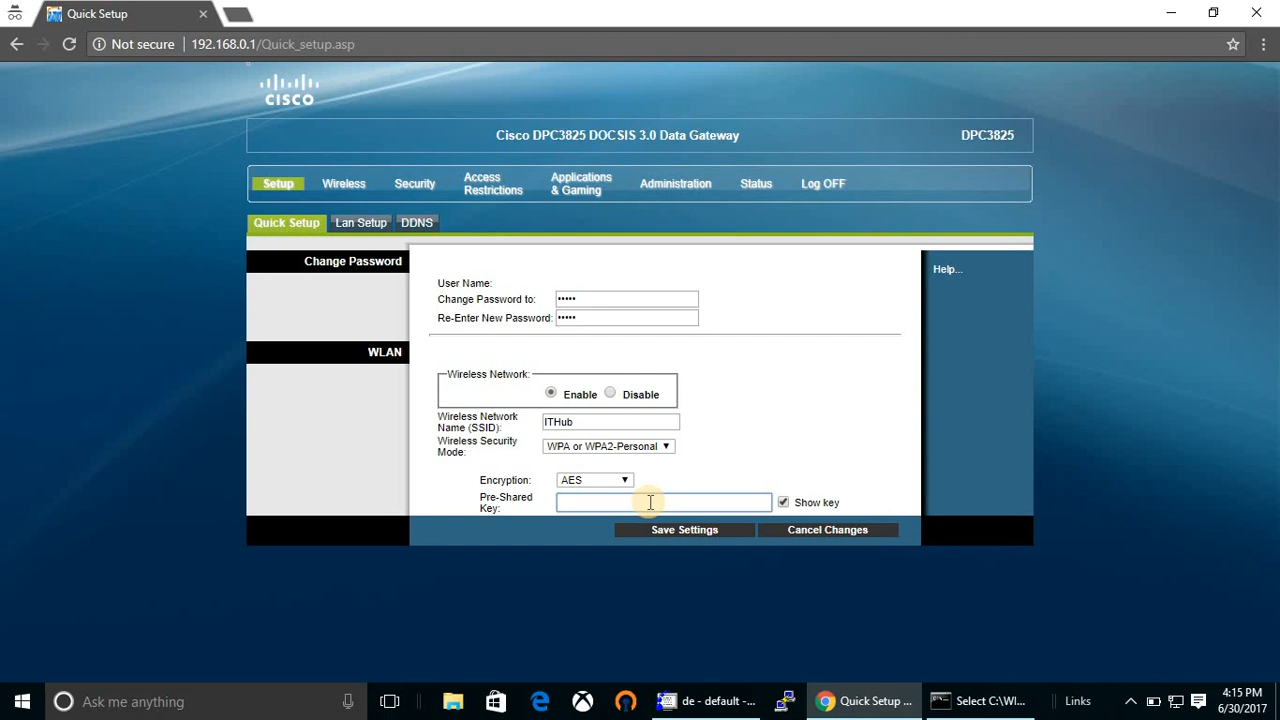 Quick Setup
Not secure 192.168.0.1/Quick_setup.asp
CISCO
Cisco DPC3825 DOCSIS 3.0 Data Gateway DPC3825
Setup Wireless Security Access Restrictions Applications & Gaming Administration Status Log OFF
Quick Setup Lan Setup DDNS
Change Password
Help...
User Name:
Change Password to: •••••
Re-Enter New Password: •••••
WLAN
Wireless Network:
Enable Disable
Wireless Network
Name (SSID): ITHub
Wireless Security
Mode: WPA or WPA2-Personal
Encryption: AES
Pre-Shared
Key: Show key
Save Settings Cancel Changes
Ask me anything de - default -... Quick Setup ... Select C:\WI... Links 4:15 PM
6/30/2017